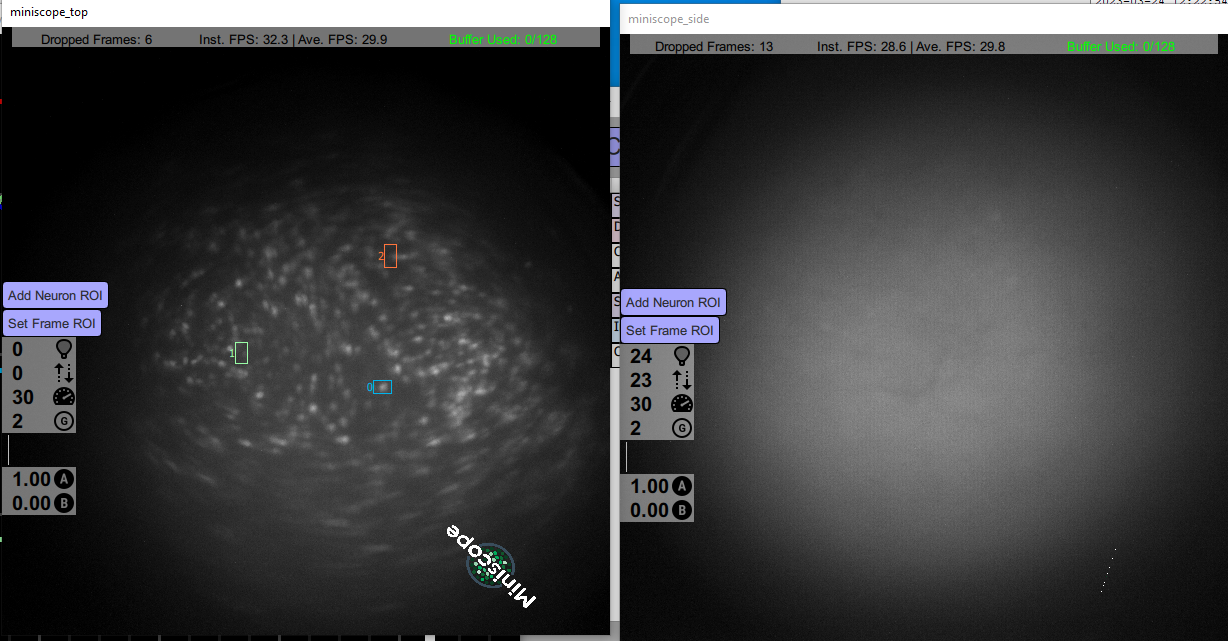 miniscope_top
Dropped Frames: 6 Inst. FPS: 32.3 | Ave. FPS: 29.9 Buffer Used: 0/128
2
Add Neuron ROI
Set Frame ROI
1
0
0
0
30
2 G
1.00 A
0.00 B
Miniscope
miniscope_side
Dropped Frames: 13 Inst. FPS: 28.6 | Ave. FPS: 29.8 Buffer Used: 0/128
Add Neuron ROI
Set Frame ROI
24
23
30
2 G
1.00 A
0.00 B